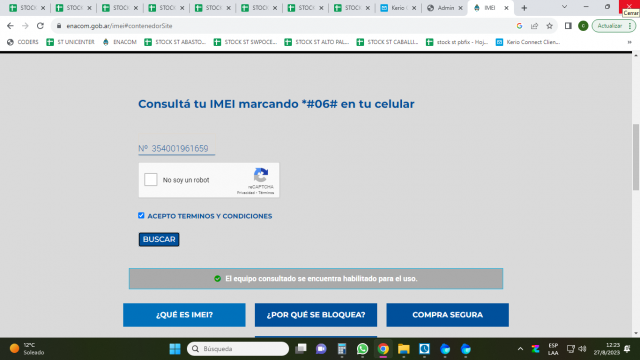 STOCK
STOCK
STOCK
STOCK
STOCK
STOCK
STOCK
Kerio
Admin
IMEI
Cerrar
enacom.gob.ar/imei#contenedorSite
Actualizar
CODERS
ST UNICENTER
ENACOM
STOCK ST ABASTO...
STOCK ST SWPOCE...
STOCK ST ALTO PAL...
STOCK ST CABALLI...
stock st pbfix - Hoj...
Kerio Connect Clien...
Consultá tu IMEI marcando *#06# en tu celular
Nº 354001961659
No soy un robot
reCAPTCHA
Privacidad - Términos
ACEPTO TERMINOS Y CONDICIONES
BUSCAR
El equipo consultado se encuentra habilitado para el uso.
¿QUÉ ES IMEI?
¿POR QUÉ SE BLOQUEA?
COMPRA SEGURA
12°C
Soleado
Búsqueda
ESP
LAA
12:25
27/8/2023